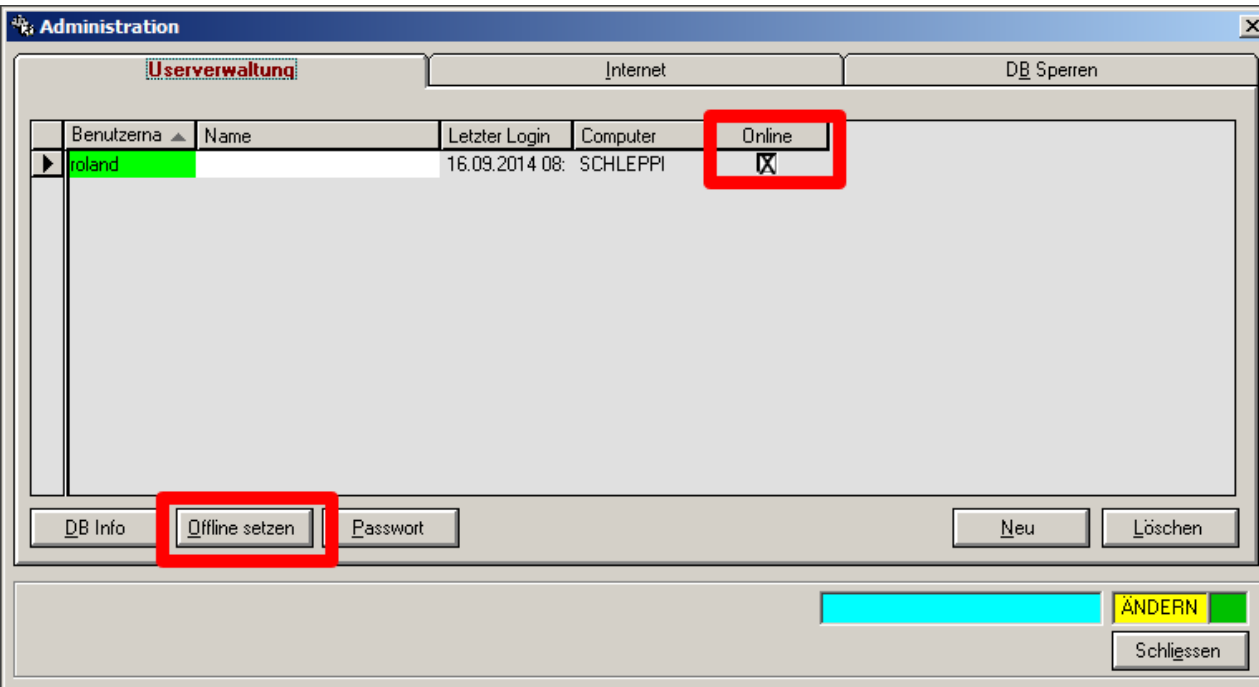 Administration
Userverwaltung Internet DB Sperren
Benutzerna Name Letzter Login Computer Online
roland 16.09.2014 08: SCHLEPPI
DB Info Offline setzen Passwort Neu Löschen
ÄNDERN
Schliessen